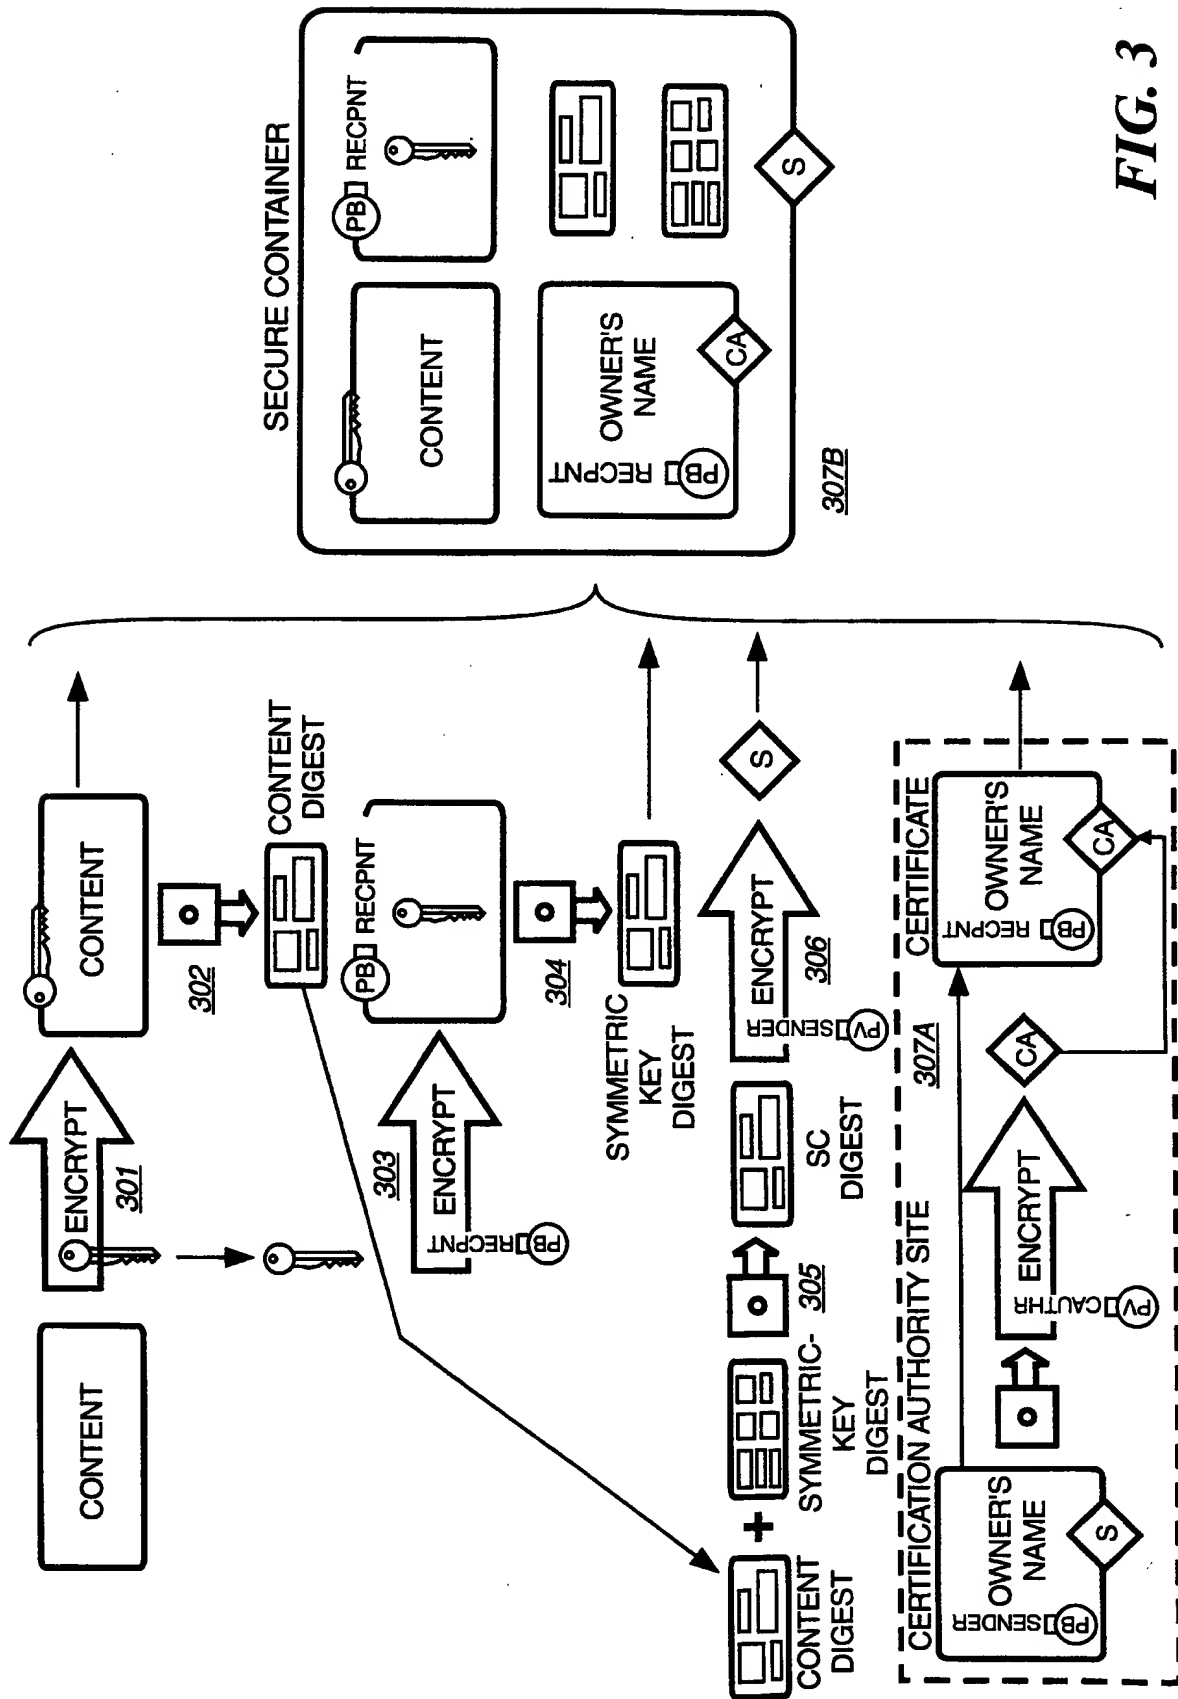 CONTENT
ENCRYPT
301
CONTENT
302
CONTENT
DIGEST
303
ENCRYPT
PB RECPNT
PB RECPNT
304
SYMMETRIC
KEY
DIGEST
CONTENT
DIGEST
+
SYMMETRIC-
KEY
DIGEST
305
SC
DIGEST
ENCRYPT
PV SENDER
306
S
CERTIFICATION AUTHORITY SITE
307A
CERTIFICATE
PB SENDER
OWNER'S
NAME
S
ENCRYPT
PV CAUTHR
CA
PB RECPNT
OWNER'S
NAME
CA
SECURE CONTAINER
CONTENT
PB RECPNT
PB RECPNT
OWNER'S
NAME
CA
S
307B
FIG. 3